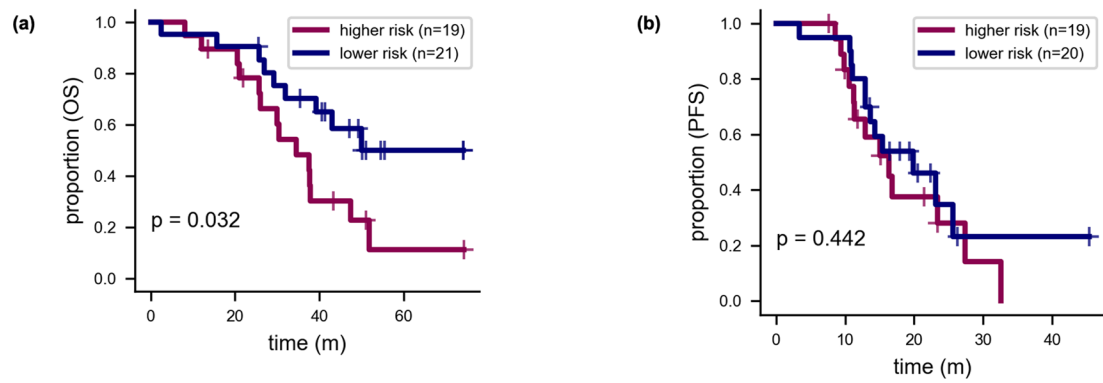 (a)
proportion (OS)
1.0
0.8
0.6
0.4
0.2
0.0
higher risk (n=19)
lower risk (n=21)
p = 0.032
0 20 40 60
time (m)
(b)
proportion (PFS)
1.0
0.8
0.6
0.4
0.2
0.0
higher risk (n=19)
lower risk (n=20)
p = 0.442
0 10 20 30 40
time (m)